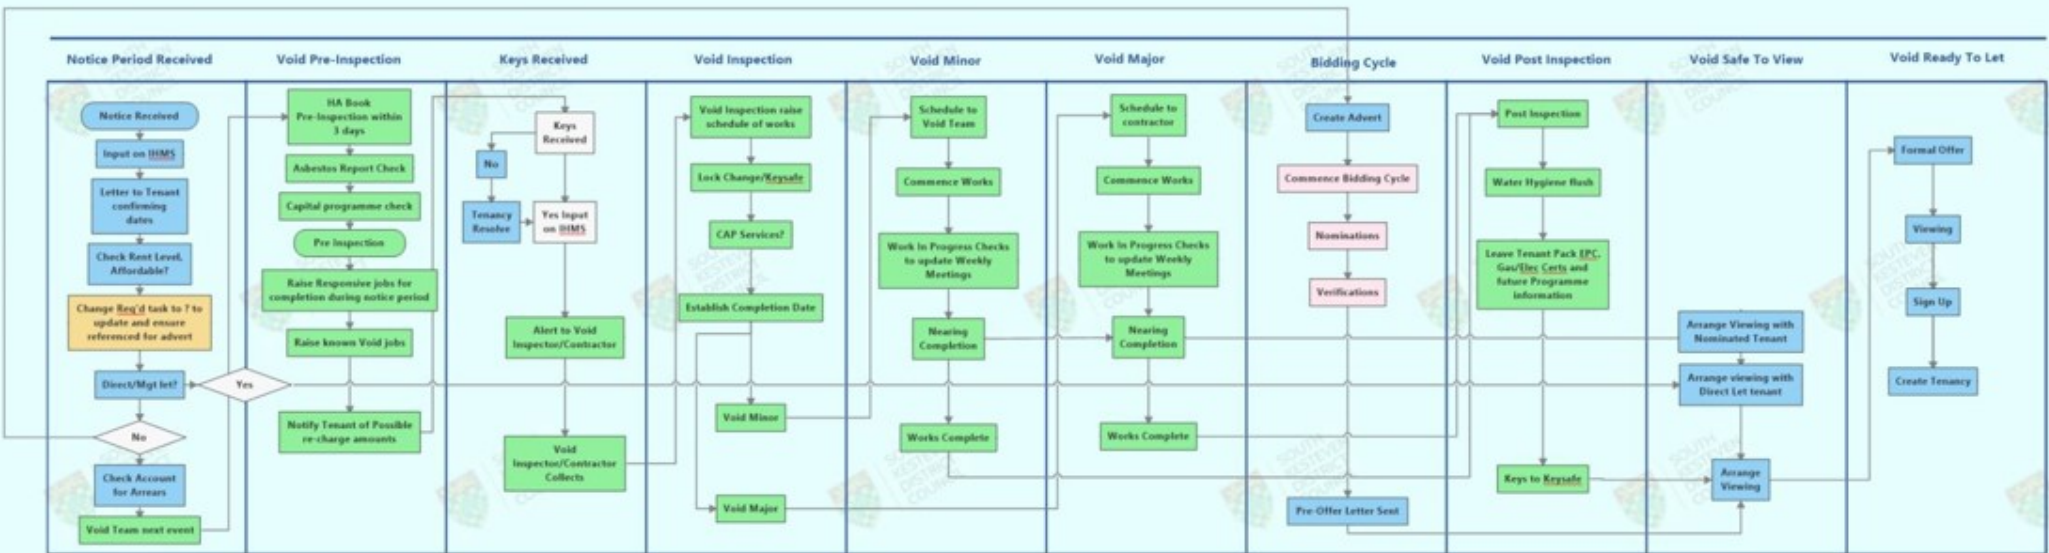 Notice Period Received
Void Pre-Inspection
Keys Received
Void Inspection
Void Minor
Void Major
Bidding Cycle
Void Post Inspection
Void Safe To View
Void Ready To Let
Notice Received
Input on IHMS
Letter to Tenant
confirming
dates
Check Rent Level,
Affordable?
Change Req'd task to ? to
update and ensure
referenced for advert
Direct/Mgt let?
Yes
No
Check Account
for Arrears
Void Team next event
HA Book
Pre-Inspection within
3 days
Asbestos Report Check
Capital programme check
Pre Inspection
Raise Responsive jobs for
completion during notice period
Raise known Void jobs
Notify Tenant of Possible
re-charge amounts
Keys
Received
No
Tenancy
Resolve
Yes Input
on IHMS
Alert to Void
Inspector/Contractor
Void
Inspector/Contractor
Collects
Void Inspection raise
schedule of works
Lock Change/Keysafe
CAP Services?
Establish Completion Date
Void Minor
Void Major
Schedule to
Void Team
Commence Works
Work In Progress Checks
to update Weekly
Meetings
Nearing
Completion
Works Complete
Schedule to
contractor
Commence Works
Work In Progress Checks
to update Weekly
Meetings
Nearing
Completion
Works Complete
Create Advert
Commence Bidding Cycle
Nominations
Verifications
Pre-Offer Letter Sent
Post Inspection
Water Hygiene flush
Leave Tenant Pack EPC,
Gas/Elec Certs and
future Programme
information
Keys to Keysafe
Arrange Viewing with
Nominated Tenant
Arrange viewing with
Direct Let tenant
Arrange
Viewing
Formal Offer
Viewing
Sign Up
Create Tenancy
SOUTH
KESTEVEN
DISTRICT
COUNCIL